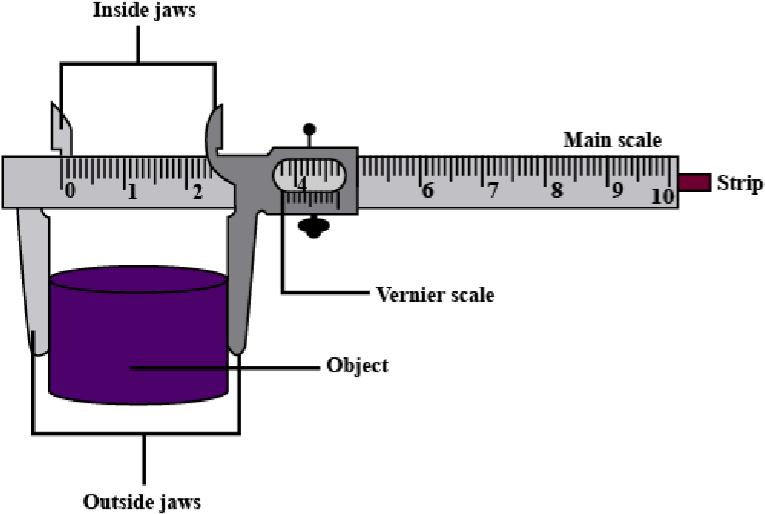 Inside jaws
Main scale
0 1 2 4 6 7 8 9 10
Strip
Vernier scale
Object
Outside jaws